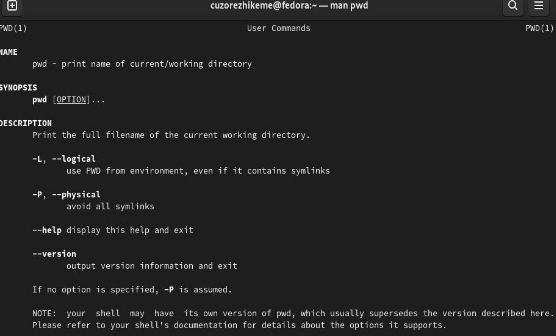 cuzorezhikeme@fedora:~ — man pwd
PWD(1) User Commands PWD(1)
NAME
pwd - print name of current/working directory
SYNOPSIS
pwd [OPTION]...
DESCRIPTION
Print the full filename of the current working directory.
-L, --logical
use PWD from environment, even if it contains symlinks
-P, --physical
avoid all symlinks
--help display this help and exit
--version
output version information and exit
If no option is specified, -P is assumed.
NOTE: your shell may have its own version of pwd, which usually supersedes the version described here.
Please refer to your shell's documentation for details about the options it supports.